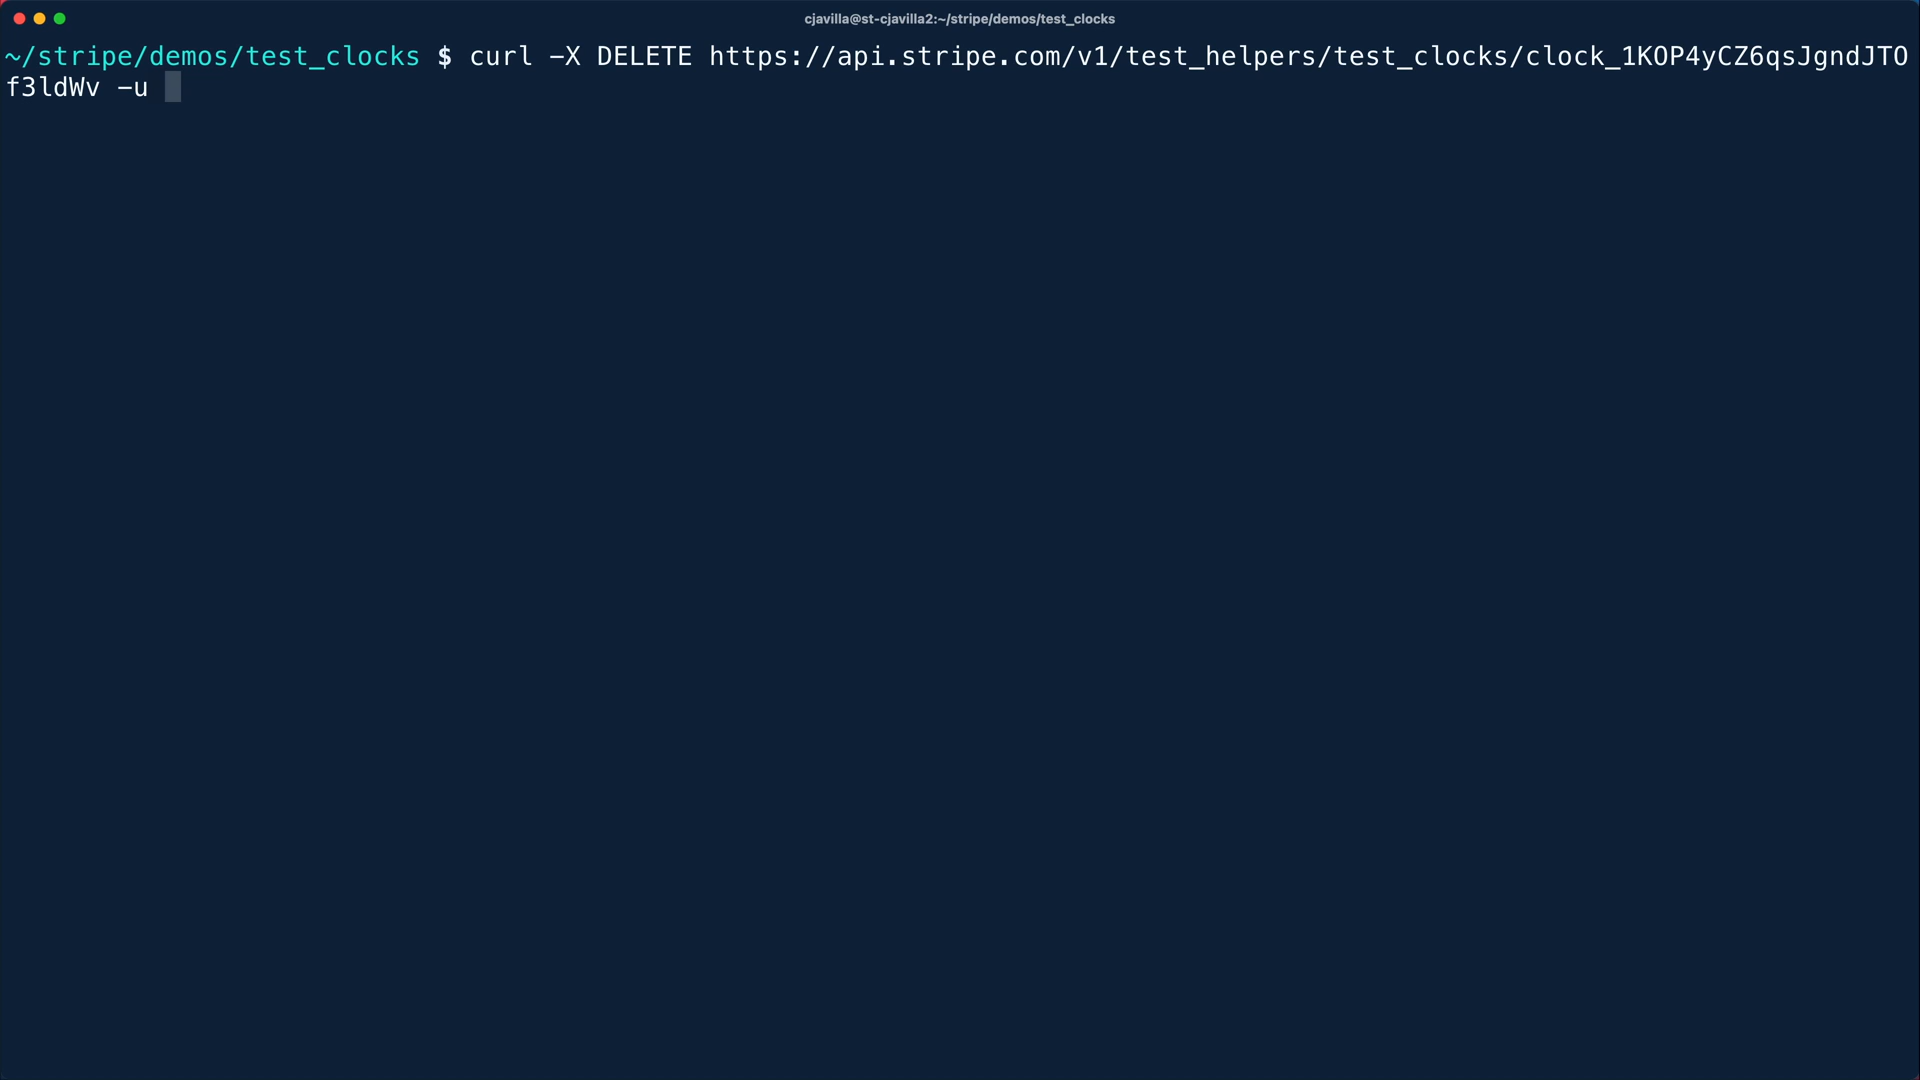 cjavilla@st-cjavilla2:~/stripe/demos/test_clocks
~/stripe/demos/test_clocks $ curl -X DELETE https://api.stripe.com/v1/test_helpers/test_clocks/clock_1KOP4yCZ6qsJgndJTO
f3ldWv -u